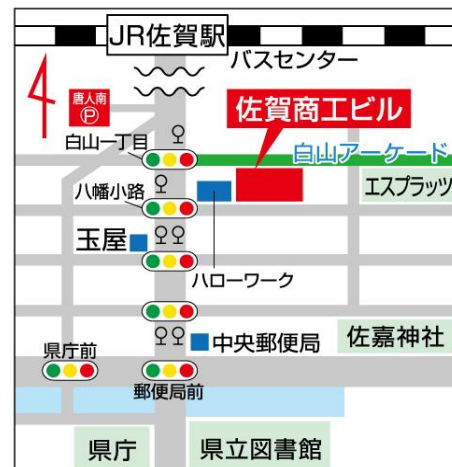 JR佐賀駅
バスセンター
唐人南
P
佐賀商工ビル
白山一丁目
白山アーケード
エスプラッツ
八幡小路
玉屋
ハローワーク
中央郵便局
佐嘉神社
県庁前
郵便局前
県庁
県立図書館